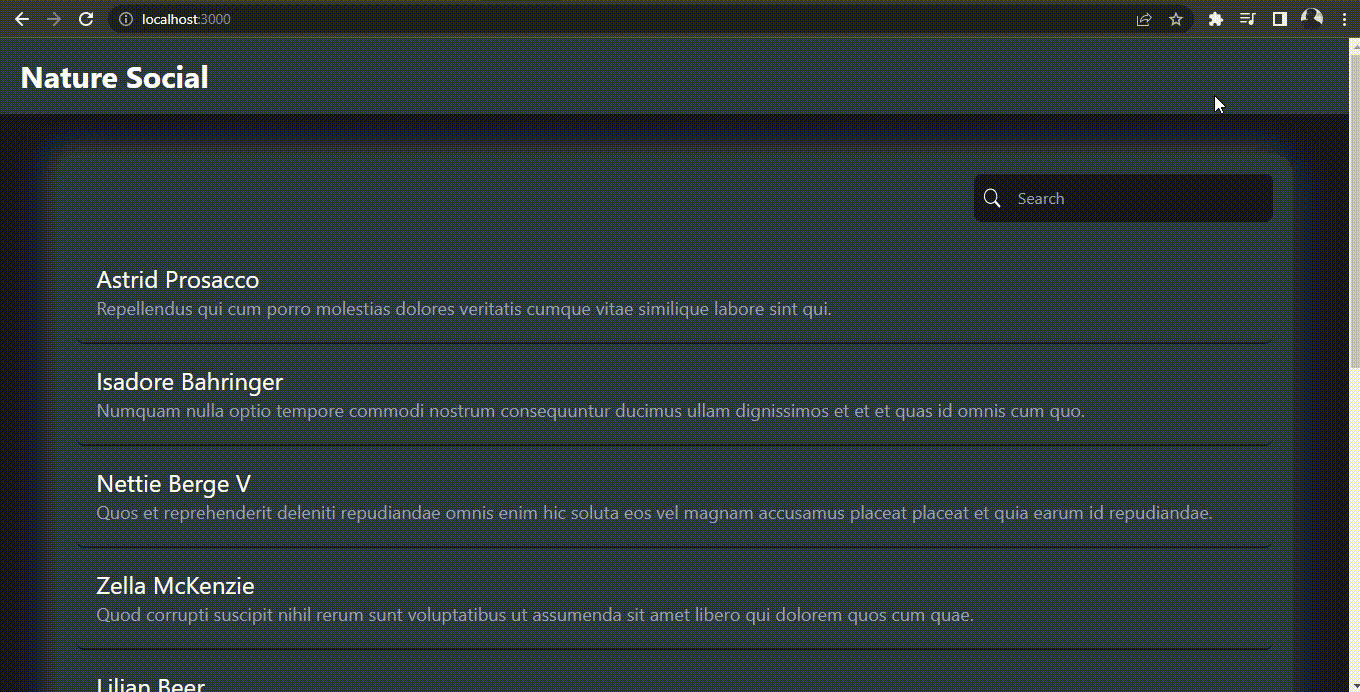 localhost:3000
Nature Social
Search
Astrid Prosacco
Repellendus qui cum porro molestias dolores veritatis cumque vitae similique labore sint qui.
Isadore Bahringer
Numquam nulla optio tempore commodi nostrum consequuntur ducimus ullam dignissimos et et et quas id omnis cum quo.
Nettie Berge V
Quos et reprehenderit deleniti repudiandae omnis enim hic soluta eos vel magnam accusamus placeat placeat et quia earum id repudiandae.
Zella McKenzie
Quod corrupti suscipit nihil rerum sunt voluptatibus ut assumenda sit amet libero qui dolorem quos cum quae.
Lilian Beer